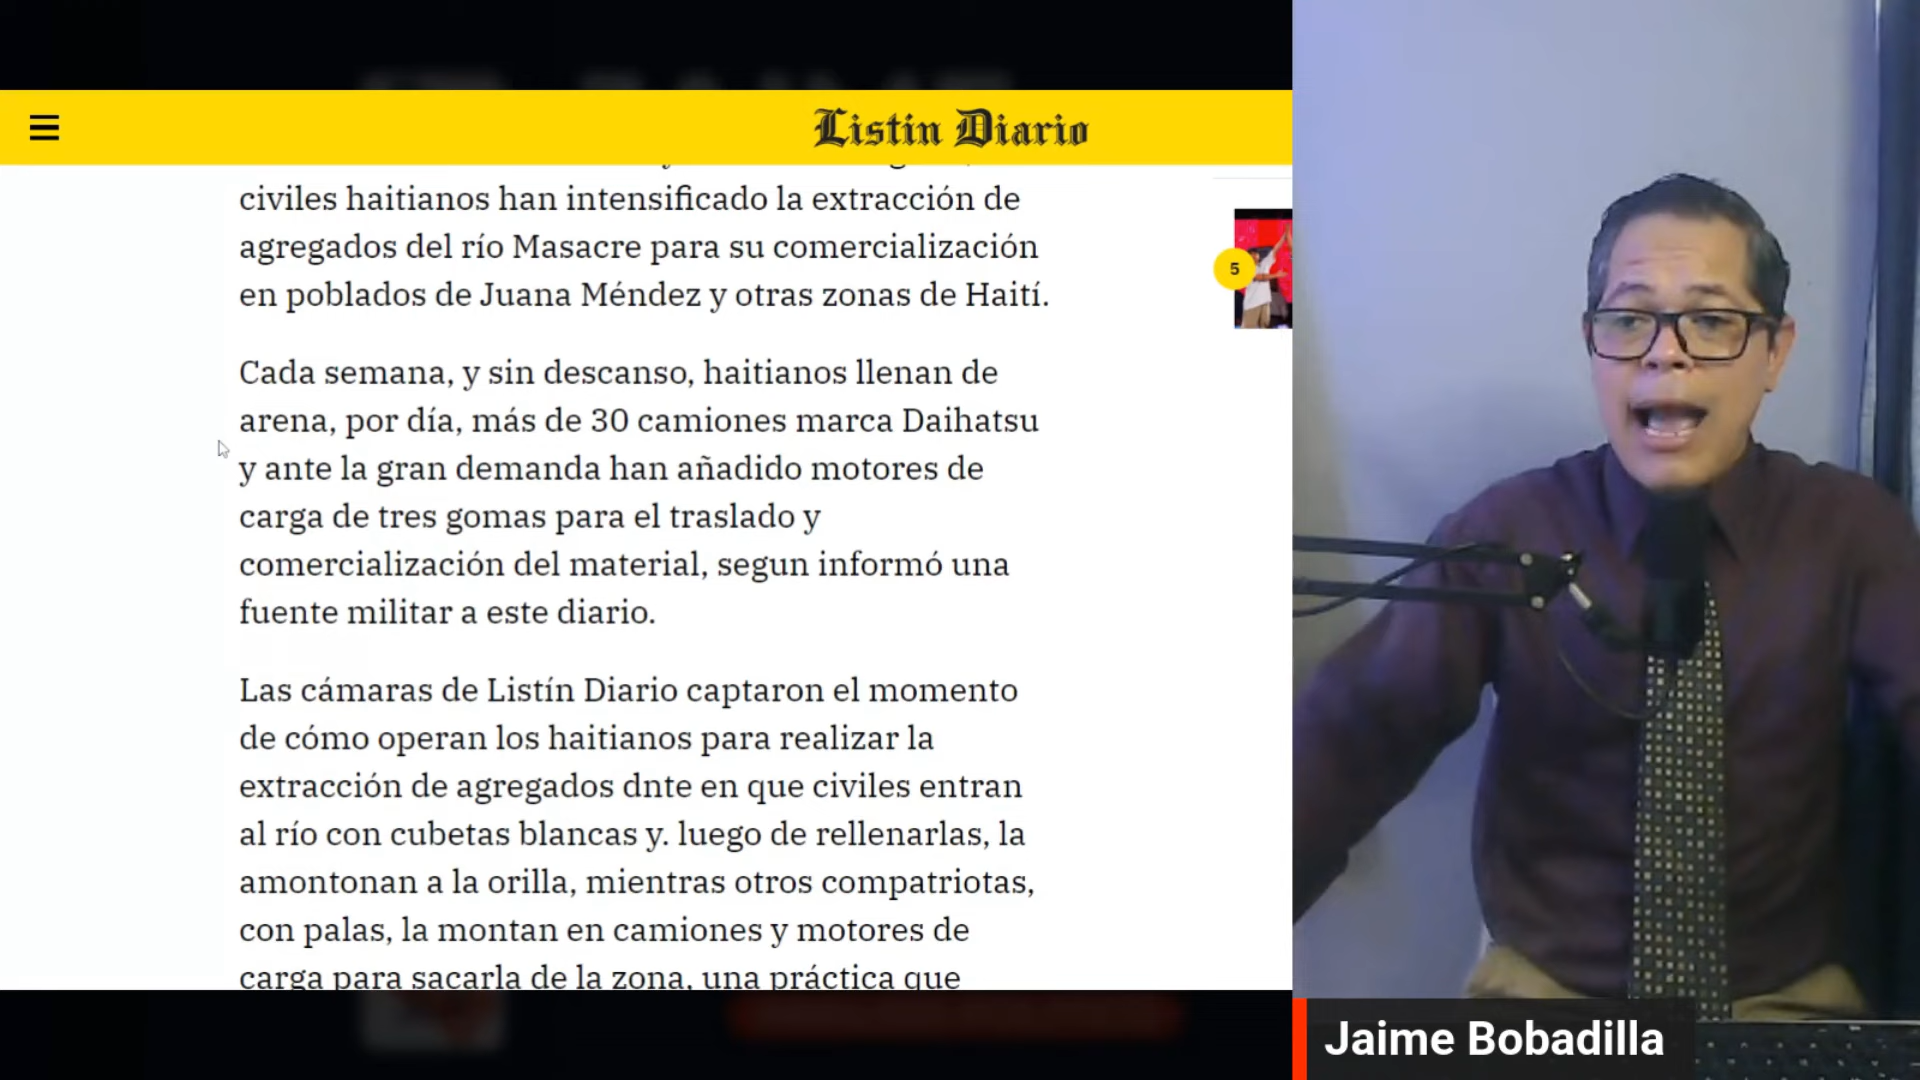 Listin Diario
civiles haitianos han intensificado la extracción de
agregados del río Masacre para su comercialización
en poblados de Juana Méndez y otras zonas de Haití.
5
Cada semana, y sin descanso, haitianos llenan de
arena, por día, más de 30 camiones marca Daihatsu
y ante la gran demanda han añadido motores de
carga de tres gomas para el traslado y
comercialización del material, segun informó una
fuente militar a este diario.
Las cámaras de Listín Diario captaron el momento
de cómo operan los haitianos para realizar la
extracción de agregados dnte en que civiles entran
al río con cubetas blancas y. luego de rellenarlas, la
amontonan a la orilla, mientras otros compatriotas,
con palas, la montan en camiones y motores de
carga para sacarla de la zona, una práctica que
Jaime Bobadilla